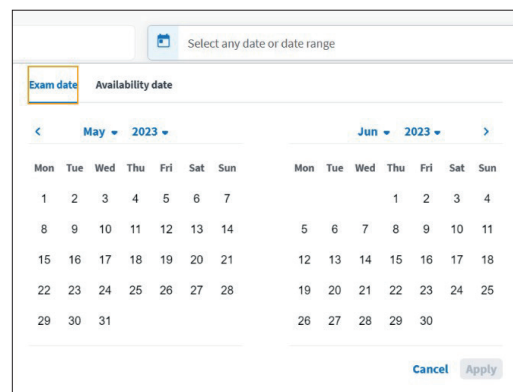 Select any date or date range
Exam date Availability date
May 2023
Mon Tue Wed Thu Fri Sat Sun
1 2 3 4 5 6 7
8 9 10 11 12 13 14
15 16 17 18 19 20 21
22 23 24 25 26 27 28
29 30 31
Jun 2023
Mon Tue Wed Thu Fri Sat Sun
1 2 3 4
5 6 7 8 9 10 11
12 13 14 15 16 17 18
19 20 21 22 23 24 25
26 27 28 29 30
Cancel Apply